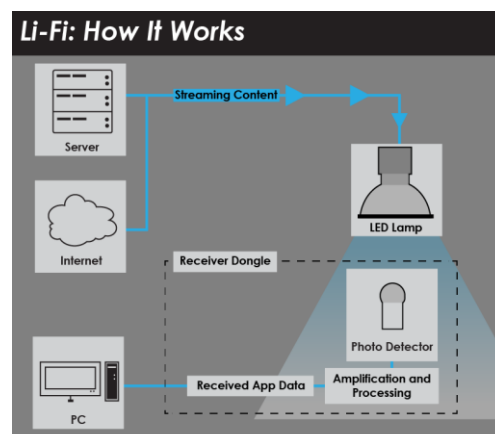 Li-Fi: How It Works
Streaming Content
Server
LED Lamp
Internet
Receiver Dongle
Photo Detector
Received App Data
Amplification and
Processing
PC